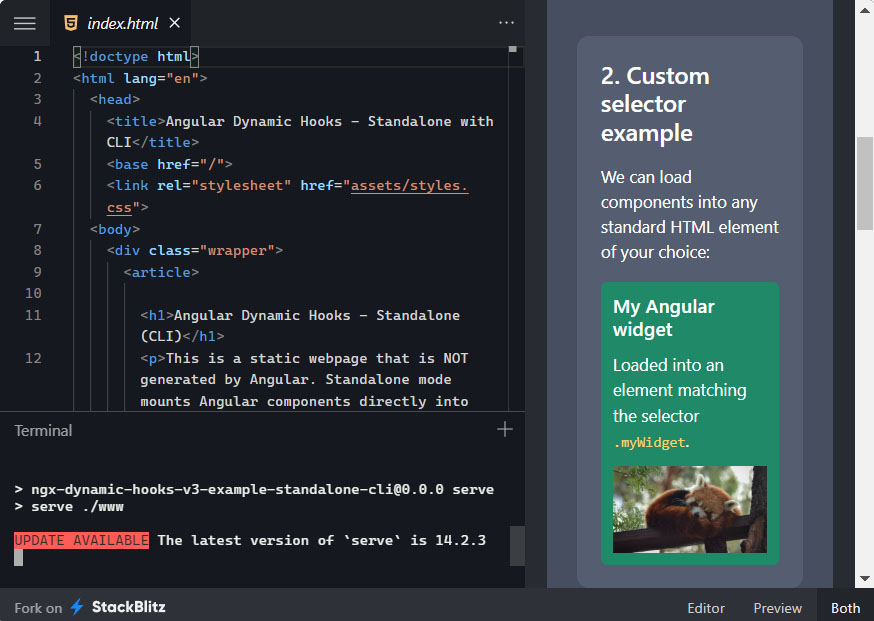 index.html
1 <!doctype html>
2 <html lang="en">
3 <head>
4 <title>Angular Dynamic Hooks – Standalone with
CLI</title>
5 <base href="/">
6 <link rel="stylesheet" href="assets/styles.
css">
7 <body>
8 <div class="wrapper">
9 <article>
10
11 <h1>Angular Dynamic Hooks – Standalone
(CLI)</h1>
12 <p>This is a static webpage that is NOT
generated by Angular. Standalone mode
mounts Angular components directly into
Terminal
> ngx-dynamic-hooks-v3-example-standalone-cli@0.0.0 serve
> serve ./www
UPDATE AVAILABLE The latest version of `serve` is 14.2.3
2. Custom
selector
example
We can load
components into any
standard HTML element
of your choice:
My Angular
widget
Loaded into an
element matching
the selector
.myWidget.
Fork on StackBlitz
Editor Preview Both